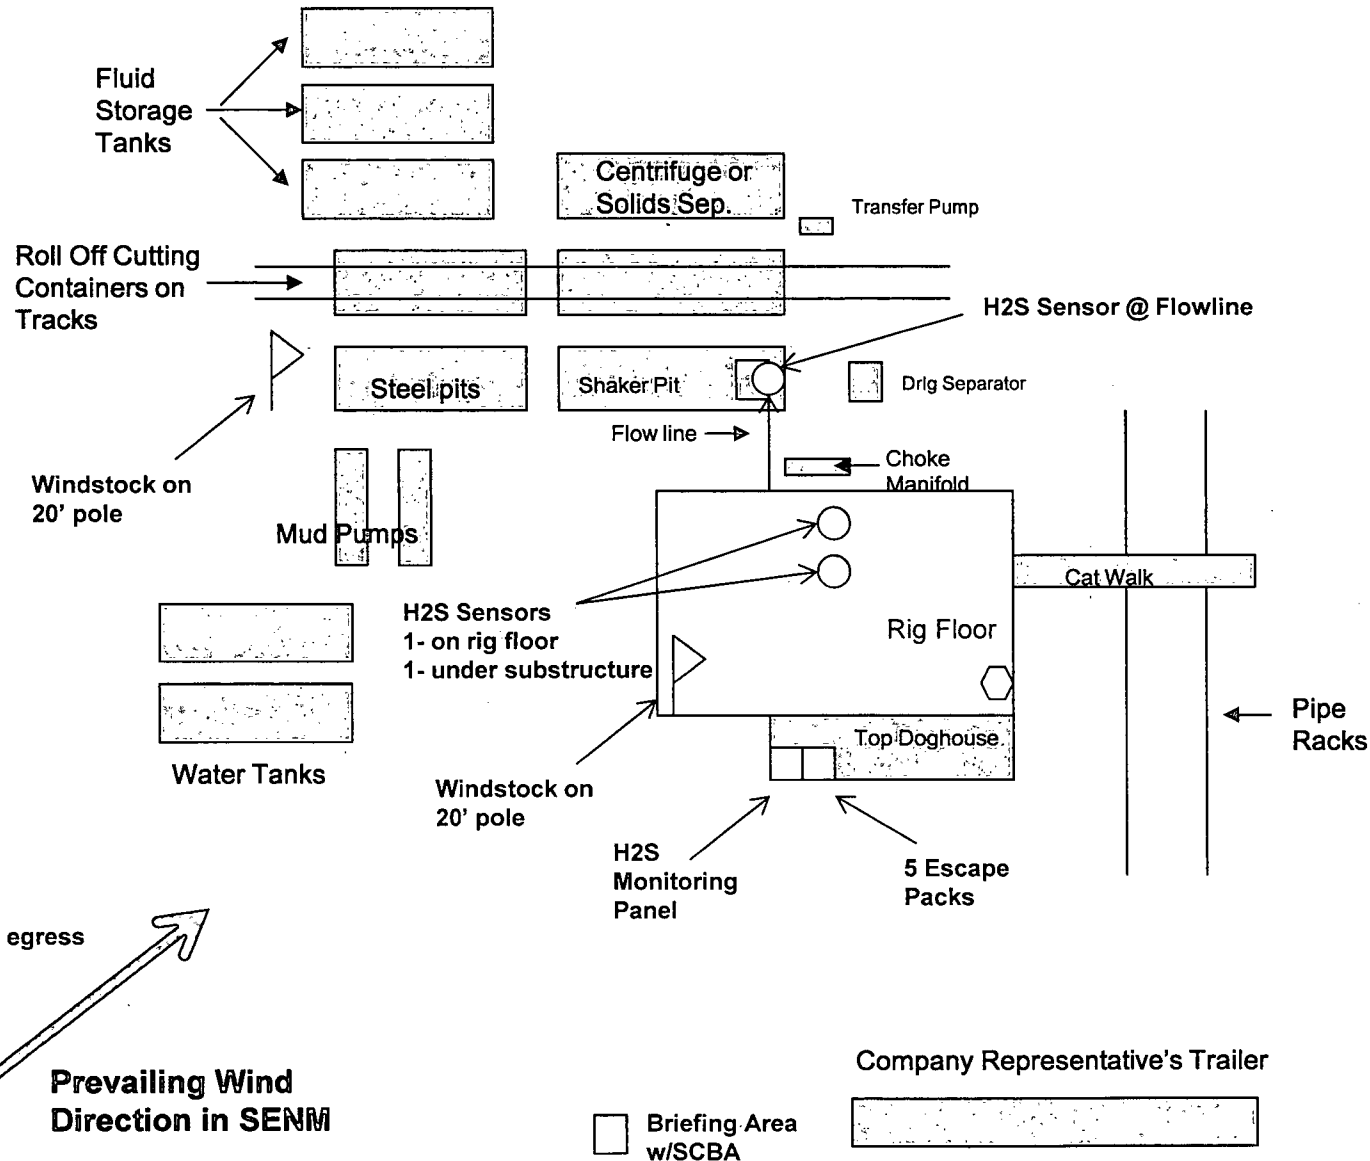 Fluid
Storage
Tanks
Centrifuge or
Solids Sep.
Transfer Pump
Roll Off Cutting
Containers on
Tracks
H2S Sensor @ Flowline
Steel pits
Shaker Pit
Drlg Separator
Flow line
Choke
Manifold
Windstock on
20' pole
Mud Pumps
Cat Walk
H2S Sensors
1- on rig floor
1- under substructure
Rig Floor
Pipe
Racks
Top Doghouse
Water Tanks
Windstock on
20' pole
H2S
Monitoring
Panel
5 Escape
Packs
egress
Prevailing Wind
Direction in SENM
Company Representative's Trailer
Briefing Area
w/SCBA